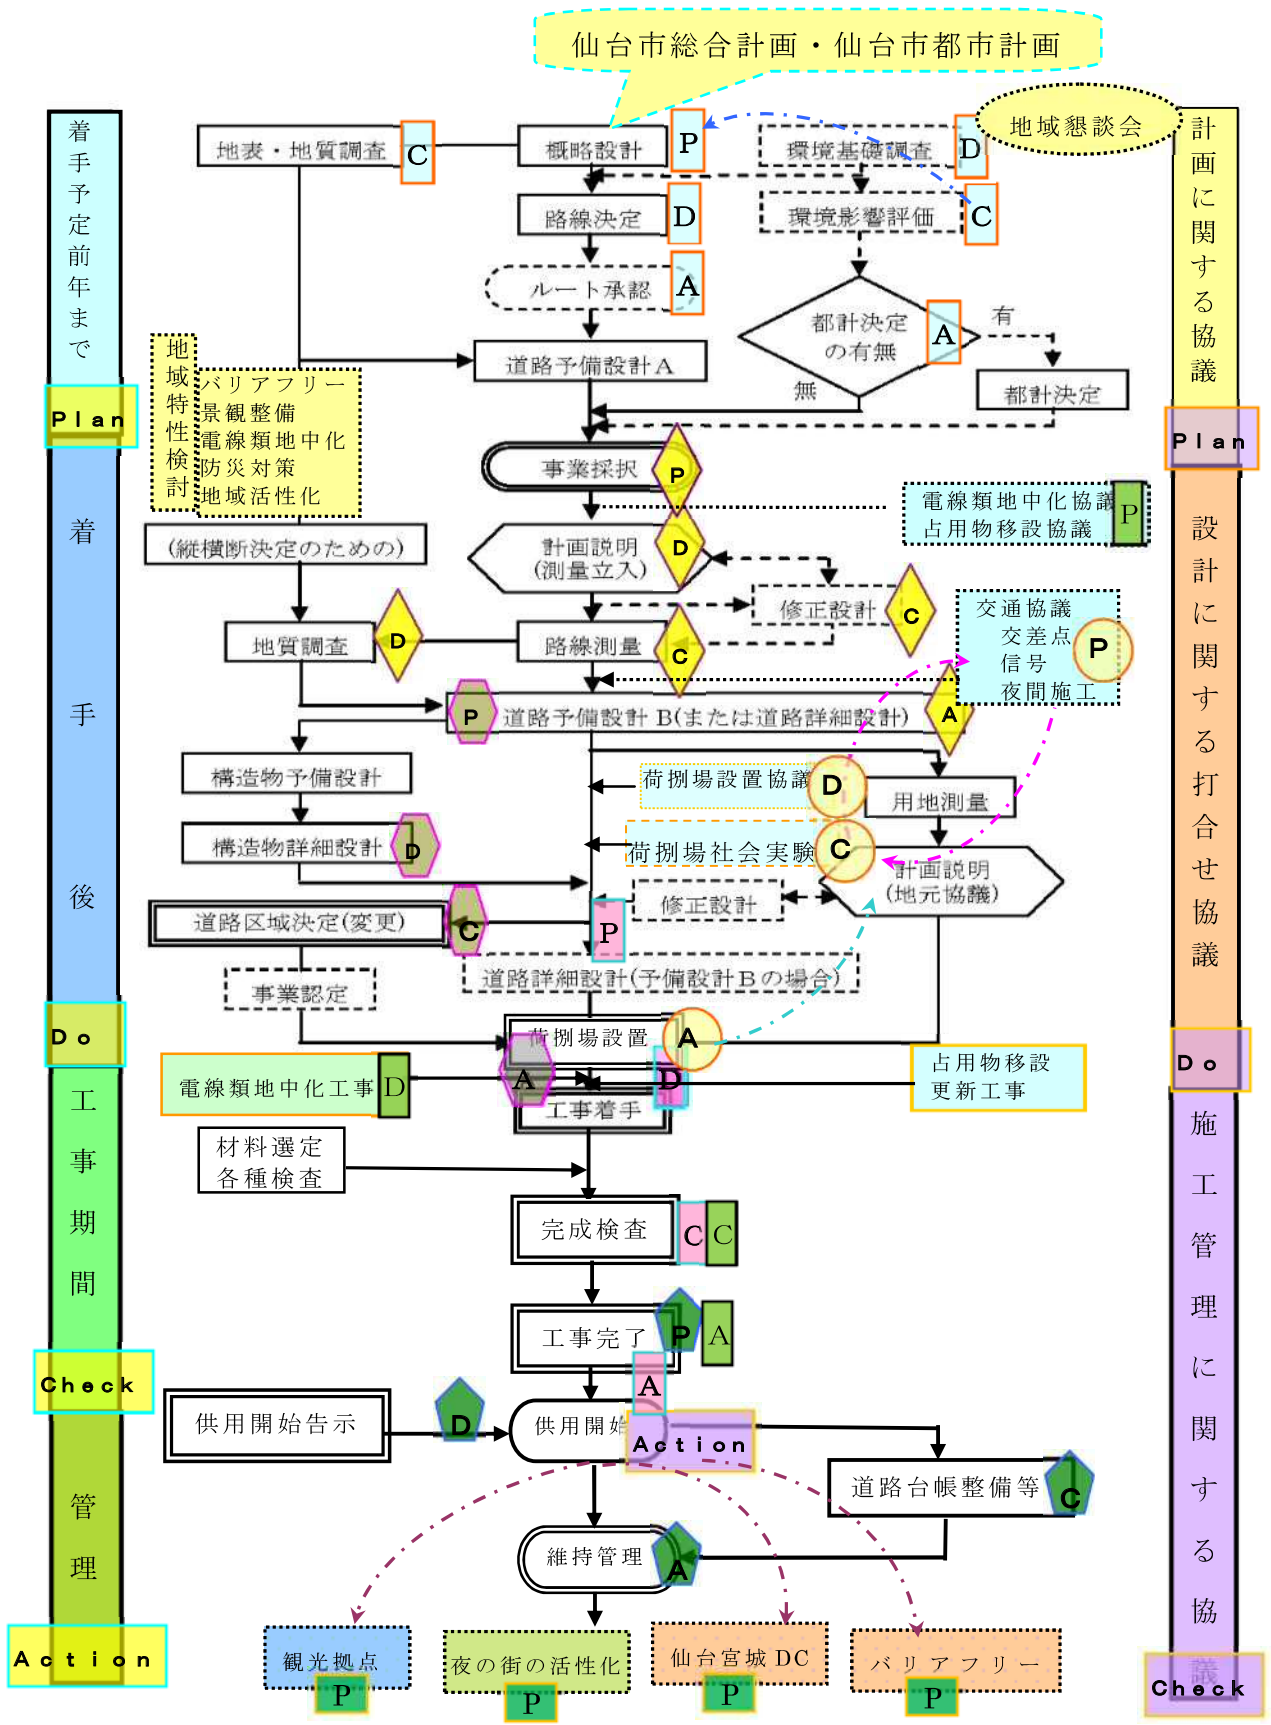 仙台市総合計画・仙台市都市計画
着手予定前年まで
Plan
着手後
Do
工事期間
Check
管理
Action
地表・地質調査
C
概略設計
P
環境基礎調査
D
地域懇談会
路線決定
D
環境影響評価
C
ルート承認
A
都計決定
の有無
A
有
無
道路予備設計A
都計決定
地域特性検討
バリアフリー
景観整備
電線類地中化
防災対策
地域活性化
事業採択
P
電線類地中化協議
占用物移設協議
P
(縦横断決定のための)
計画説明
(測量立入)
D
修正設計
C
交通協議
交差点
信号
夜間施工
P
地質調査
D
路線測量
C
P
道路予備設計B(または道路詳細設計)
A
構造物予備設計
荷捌場設置協議
D
用地測量
構造物詳細設計
D
荷捌場社会実験
C
計画説明
(地元協議)
修正設計
道路区域決定(変更)
C
P
道路詳細設計(予備設計Bの場合)
事業認定
荷捌場設置
A
電線類地中化工事
D
A
D
占用物移設
更新工事
工事着手
材料選定
各種検査
完成検査
C
C
工事完了
P
A
A
供用開始告示
D
供用開始
Action
道路台帳整備等
C
維持管理
A
観光拠点
P
夜の街の活性化
P
仙台宮城DC
P
バリアフリー
P
計画に関する協議
Plan
設計に関する打合せ協議
Do
施工管理に関する協議
Check